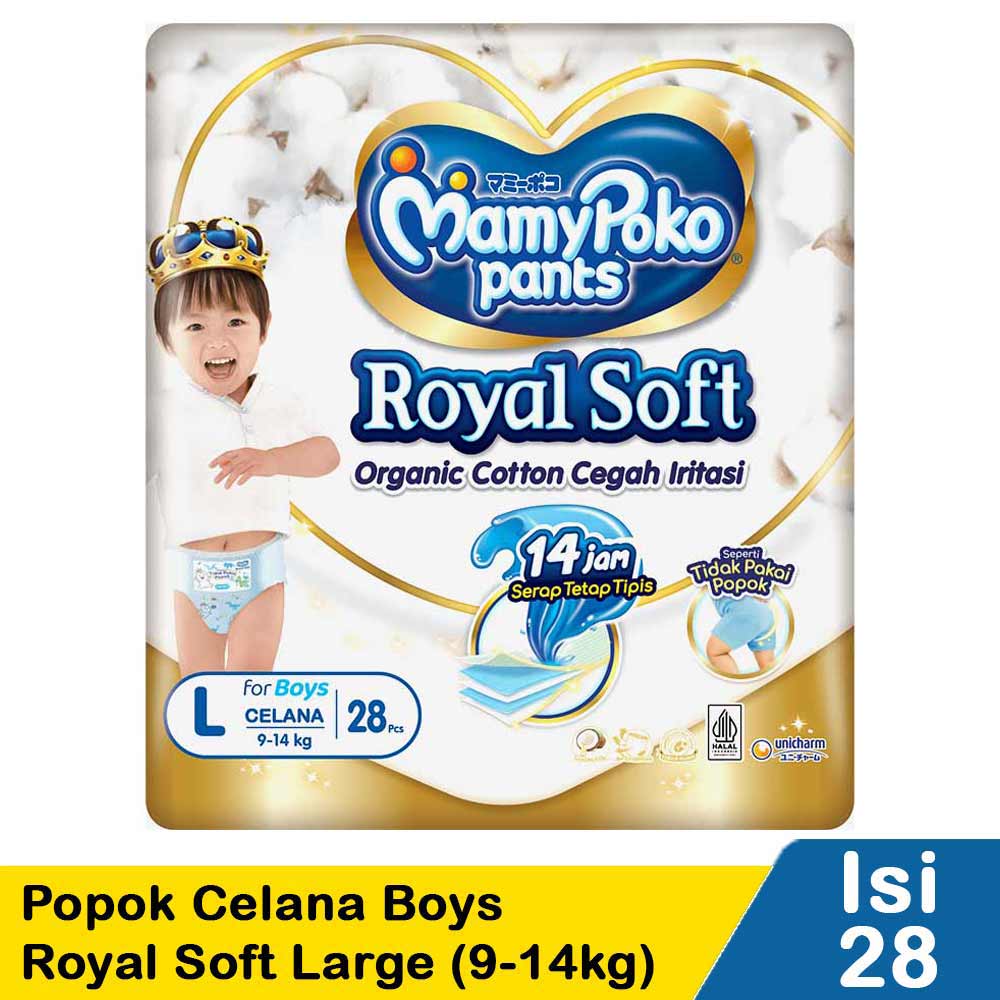 マミーポコ
MamyPoko
pants
Royal Soft
Organic Cotton Cegah Iritasi
14 jam
Serap Tetap Tipis
Seperti
Tidak Pakai
Popok
L
for Boys
CELANA
9-14 kg
28 Pcs
HALAL
INDONESIA
unicharm
ユニ・チャーム
Popok Celana Boys
Royal Soft Large (9-14kg)
Isi
28